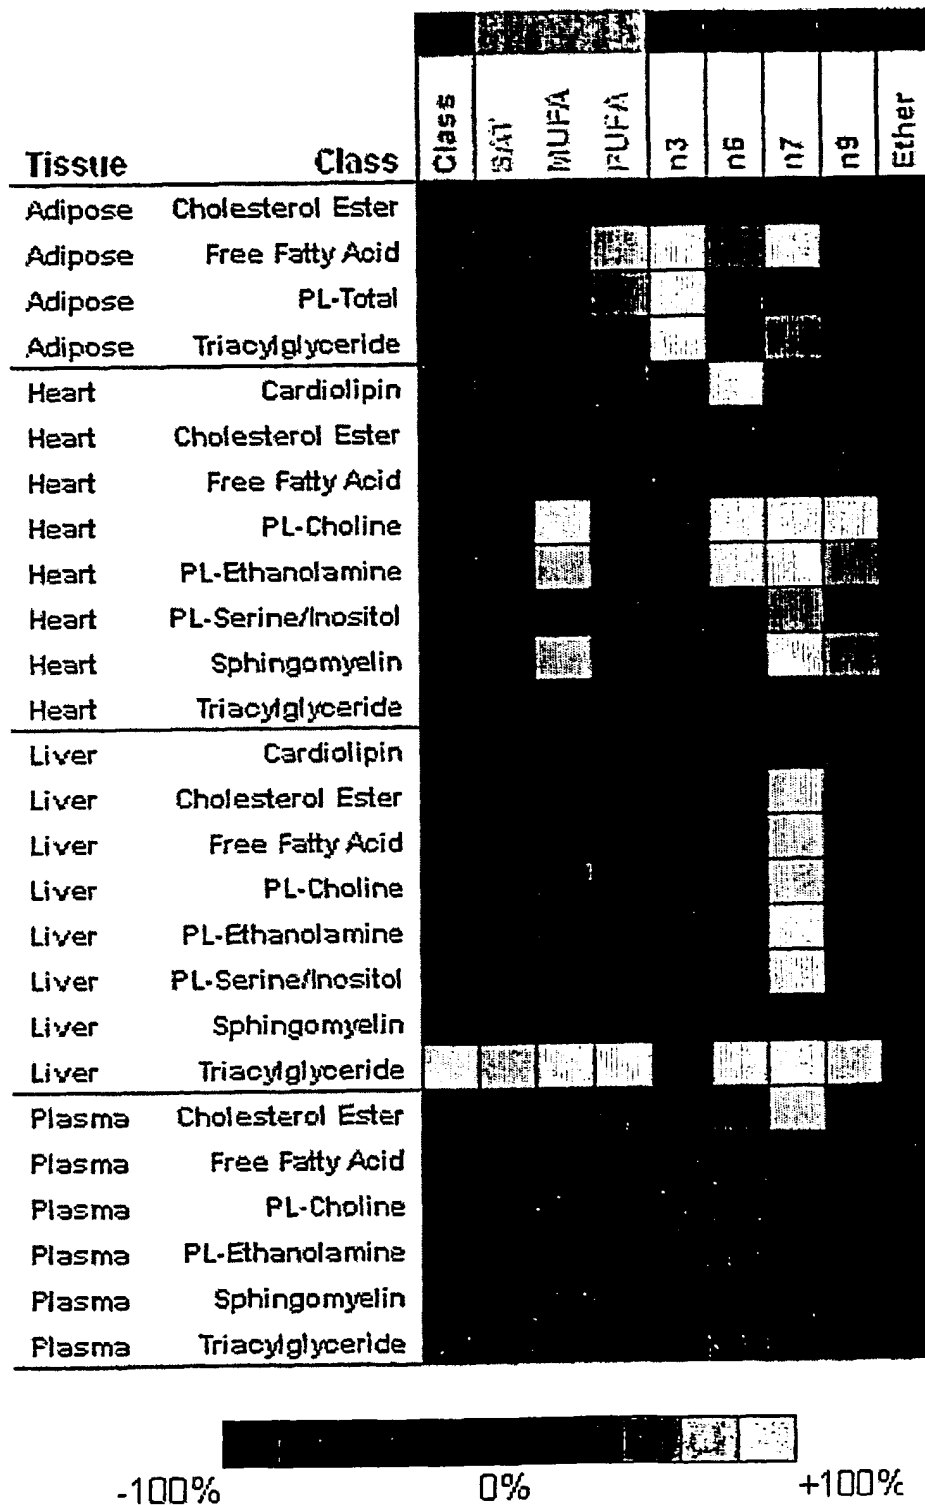 Tissue Class Class SAT MUFA PUFA n3 n6 n7 n9 Ether
Adipose Cholesterol Ester
Adipose Free Fatty Acid
Adipose PL-Total
Adipose Triacylglyceride
Heart Cardiolipin
Heart Cholesterol Ester
Heart Free Fatty Acid
Heart PL-Choline
Heart PL-Ethanolamine
Heart PL-Serine/Inositol
Heart Sphingomyelin
Heart Triacylglyceride
Liver Cardiolipin
Liver Cholesterol Ester
Liver Free Fatty Acid
Liver PL-Choline
Liver PL-Ethanolamine
Liver PL-Serine/Inositol
Liver Sphingomyelin
Liver Triacylglyceride
Plasma Cholesterol Ester
Plasma Free Fatty Acid
Plasma PL-Choline
Plasma PL-Ethanolamine
Plasma Sphingomyelin
Plasma Triacylglyceride
-100% 0% +100%